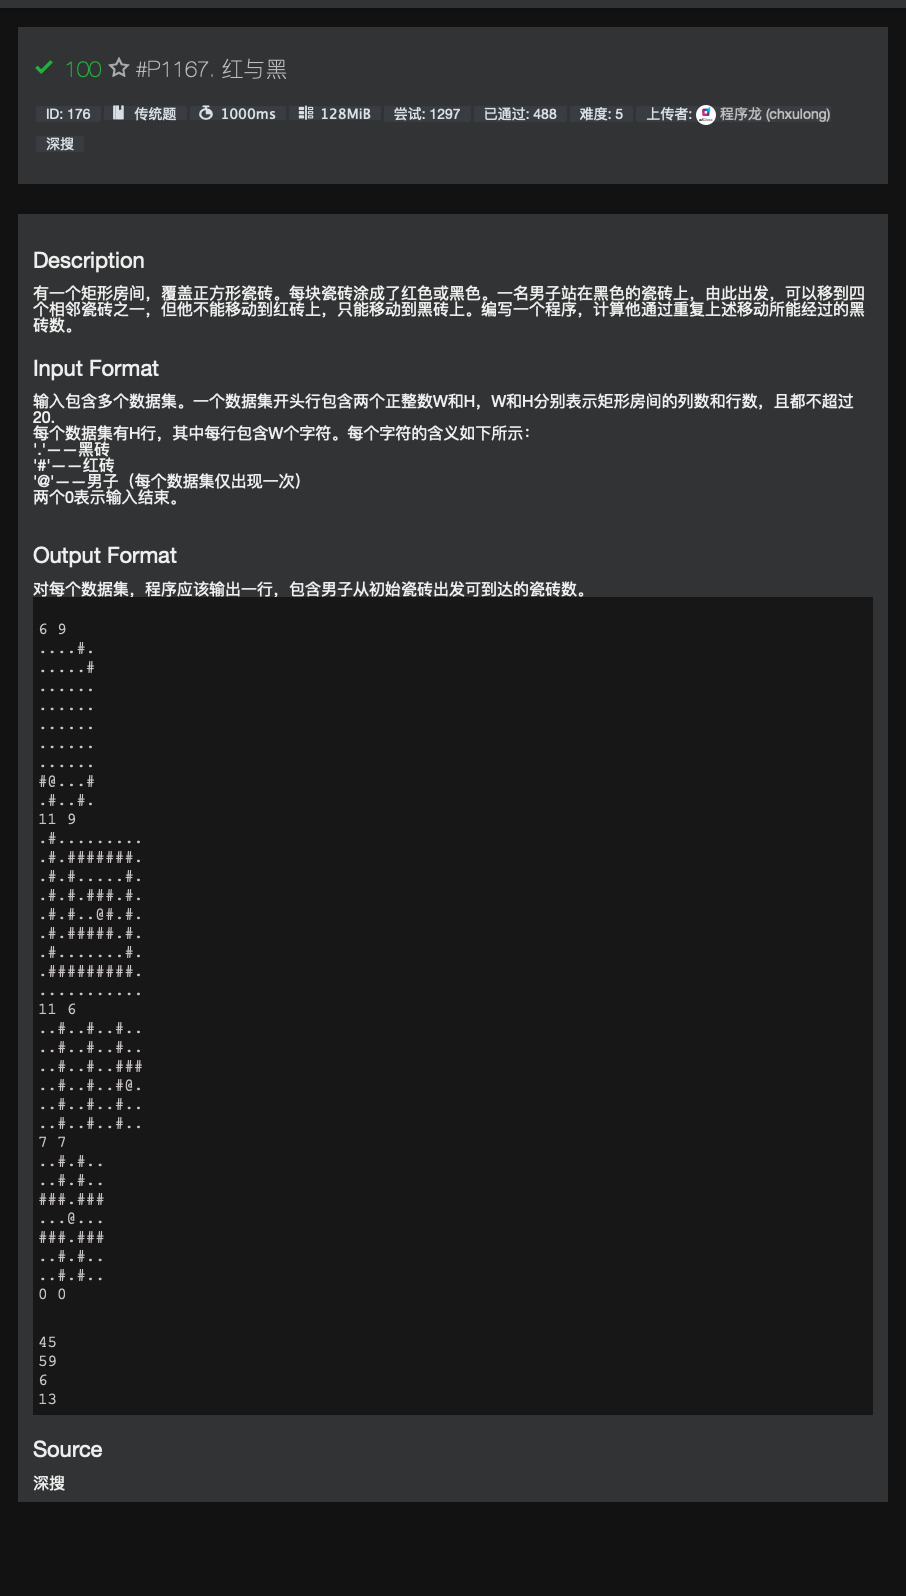 100 #P1167. 红与黑
ID: 176 传统题 1000ms 128MiB 尝试: 1297 已通过: 488 难度: 5 上传者: 程序龙 (chxulong)
深搜
Description
有一个矩形房间，覆盖正方形瓷砖。每块瓷砖涂成了红色或黑色。一名男子站在黑色的瓷砖上，由此出发，可以移到四
个相邻瓷砖之一，但他不能移动到红砖上，只能移动到黑砖上。编写一个程序，计算他通过重复上述移动所能经过的黑
砖数。
Input Format
输入包含多个数据集。一个数据集开头行包含两个正整数W和H，W和H分别表示矩形房间的列数和行数，且都不超过
20.
每个数据集有H行，其中每行包含W个字符。每个字符的含义如下所示：
'.'——黑砖
'#'——红砖
'@'——男子（每个数据集仅出现一次）
两个0表示输入结束。
Output Format
对每个数据集，程序应该输出一行，包含男子从初始瓷砖出发可到达的瓷砖数。
6 9
....#.
.....#
......
......
......
......
......
#@...#
.#..#.
11 9
.#.........
.#.#######.
.#.#.....#.
.#.#.###.#.
.#.#..@#.#.
.#.#####.#.
.#.......#.
.#########.
...........
11 6
..#..#..#..
..#..#..#..
..#..#..###
..#..#..#@.
..#..#..#..
..#..#..#..
7 7
..#.#..
..#.#..
###.###
...@...
###.###
..#.#..
..#.#..
0 0
45
59
6
13
Source
深搜